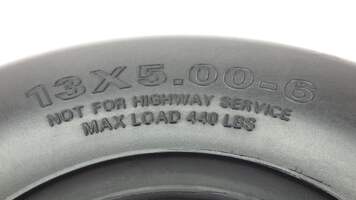 13X5.00-6
NOT FOR HIGHWAY SERVICE
MAX LOAD 440 LBS